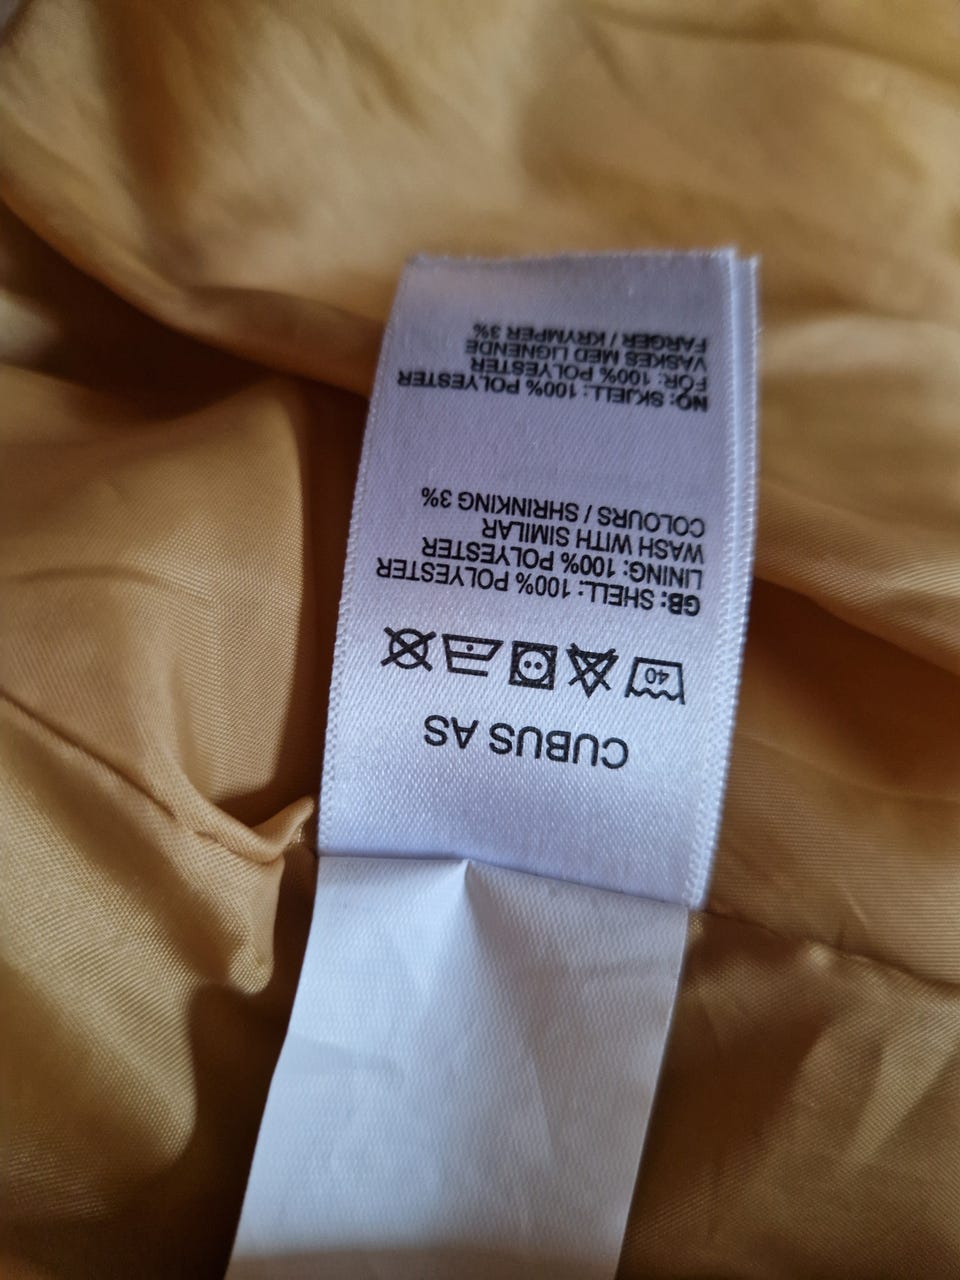 CUBUS AS
40
GB: SHELL: 100% POLYESTER
LINING: 100% POLYESTER
WASH WITH SIMILAR
COLOURS / SHRINKING 3%
NO: SKJELL: 100% POLYESTER
FÔR: 100% POLYESTER
VASKES MED LIGNENDE
FARGER / KRYMPER 3%